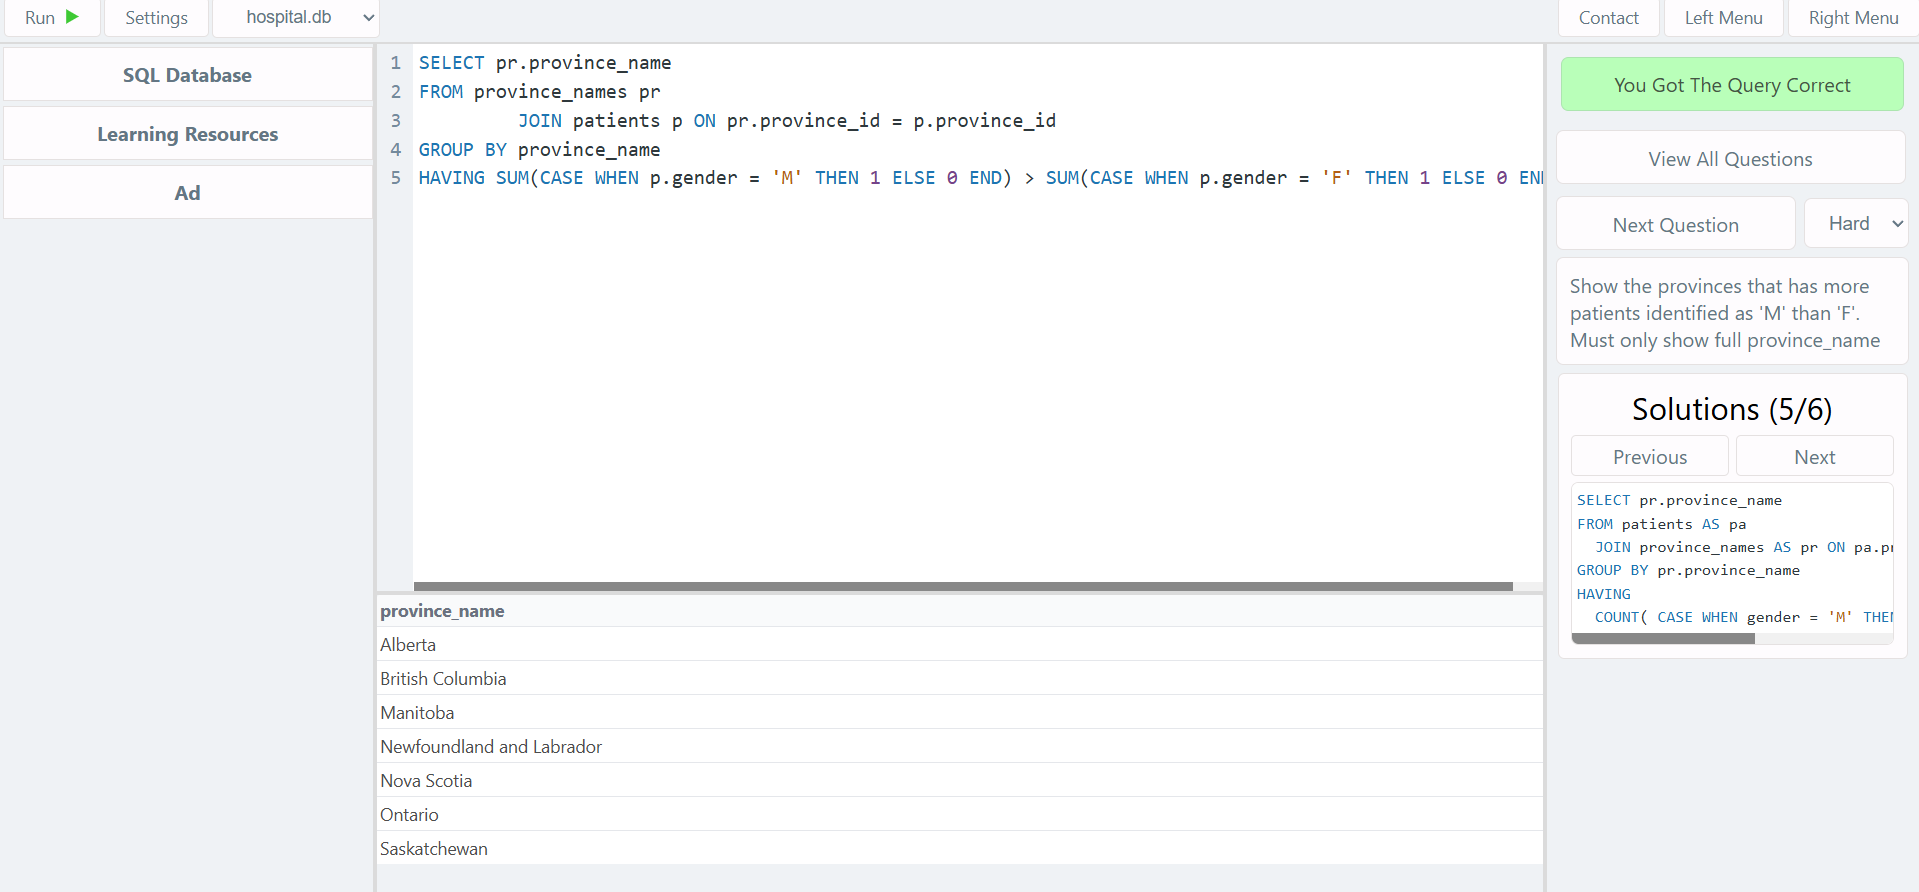 Run
Settings
hospital.db
Contact
Left Menu
Right Menu
SQL Database
Learning Resources
Ad
1 SELECT pr.province_name
2 FROM province_names pr
3 JOIN patients p ON pr.province_id = p.province_id
4 GROUP BY province_name
5 HAVING SUM(CASE WHEN p.gender = 'M' THEN 1 ELSE 0 END) > SUM(CASE WHEN p.gender = 'F' THEN 1 ELSE 0 EN
province_name
Alberta
British Columbia
Manitoba
Newfoundland and Labrador
Nova Scotia
Ontario
Saskatchewan
You Got The Query Correct
View All Questions
Next Question
Hard
Show the provinces that has more
patients identified as 'M' than 'F'.
Must only show full province_name
Solutions (5/6)
Previous
Next
SELECT pr.province_name
FROM patients AS pa
JOIN province_names AS pr ON pa.pr
GROUP BY pr.province_name
HAVING
COUNT( CASE WHEN gender = 'M' THE